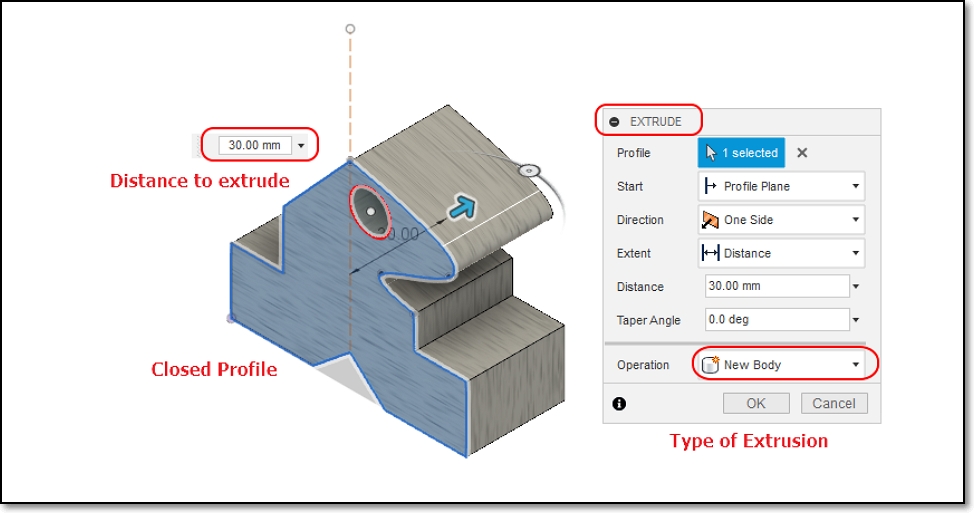 30.00 mm
Distance to extrude
30.00
Closed Profile
EXTRUDE
Profile 1 selected
Start Profile Plane
Direction One Side
Extent Distance
Distance 30.00 mm
Taper Angle 0.0 deg
Operation New Body
OK Cancel
Type of Extrusion